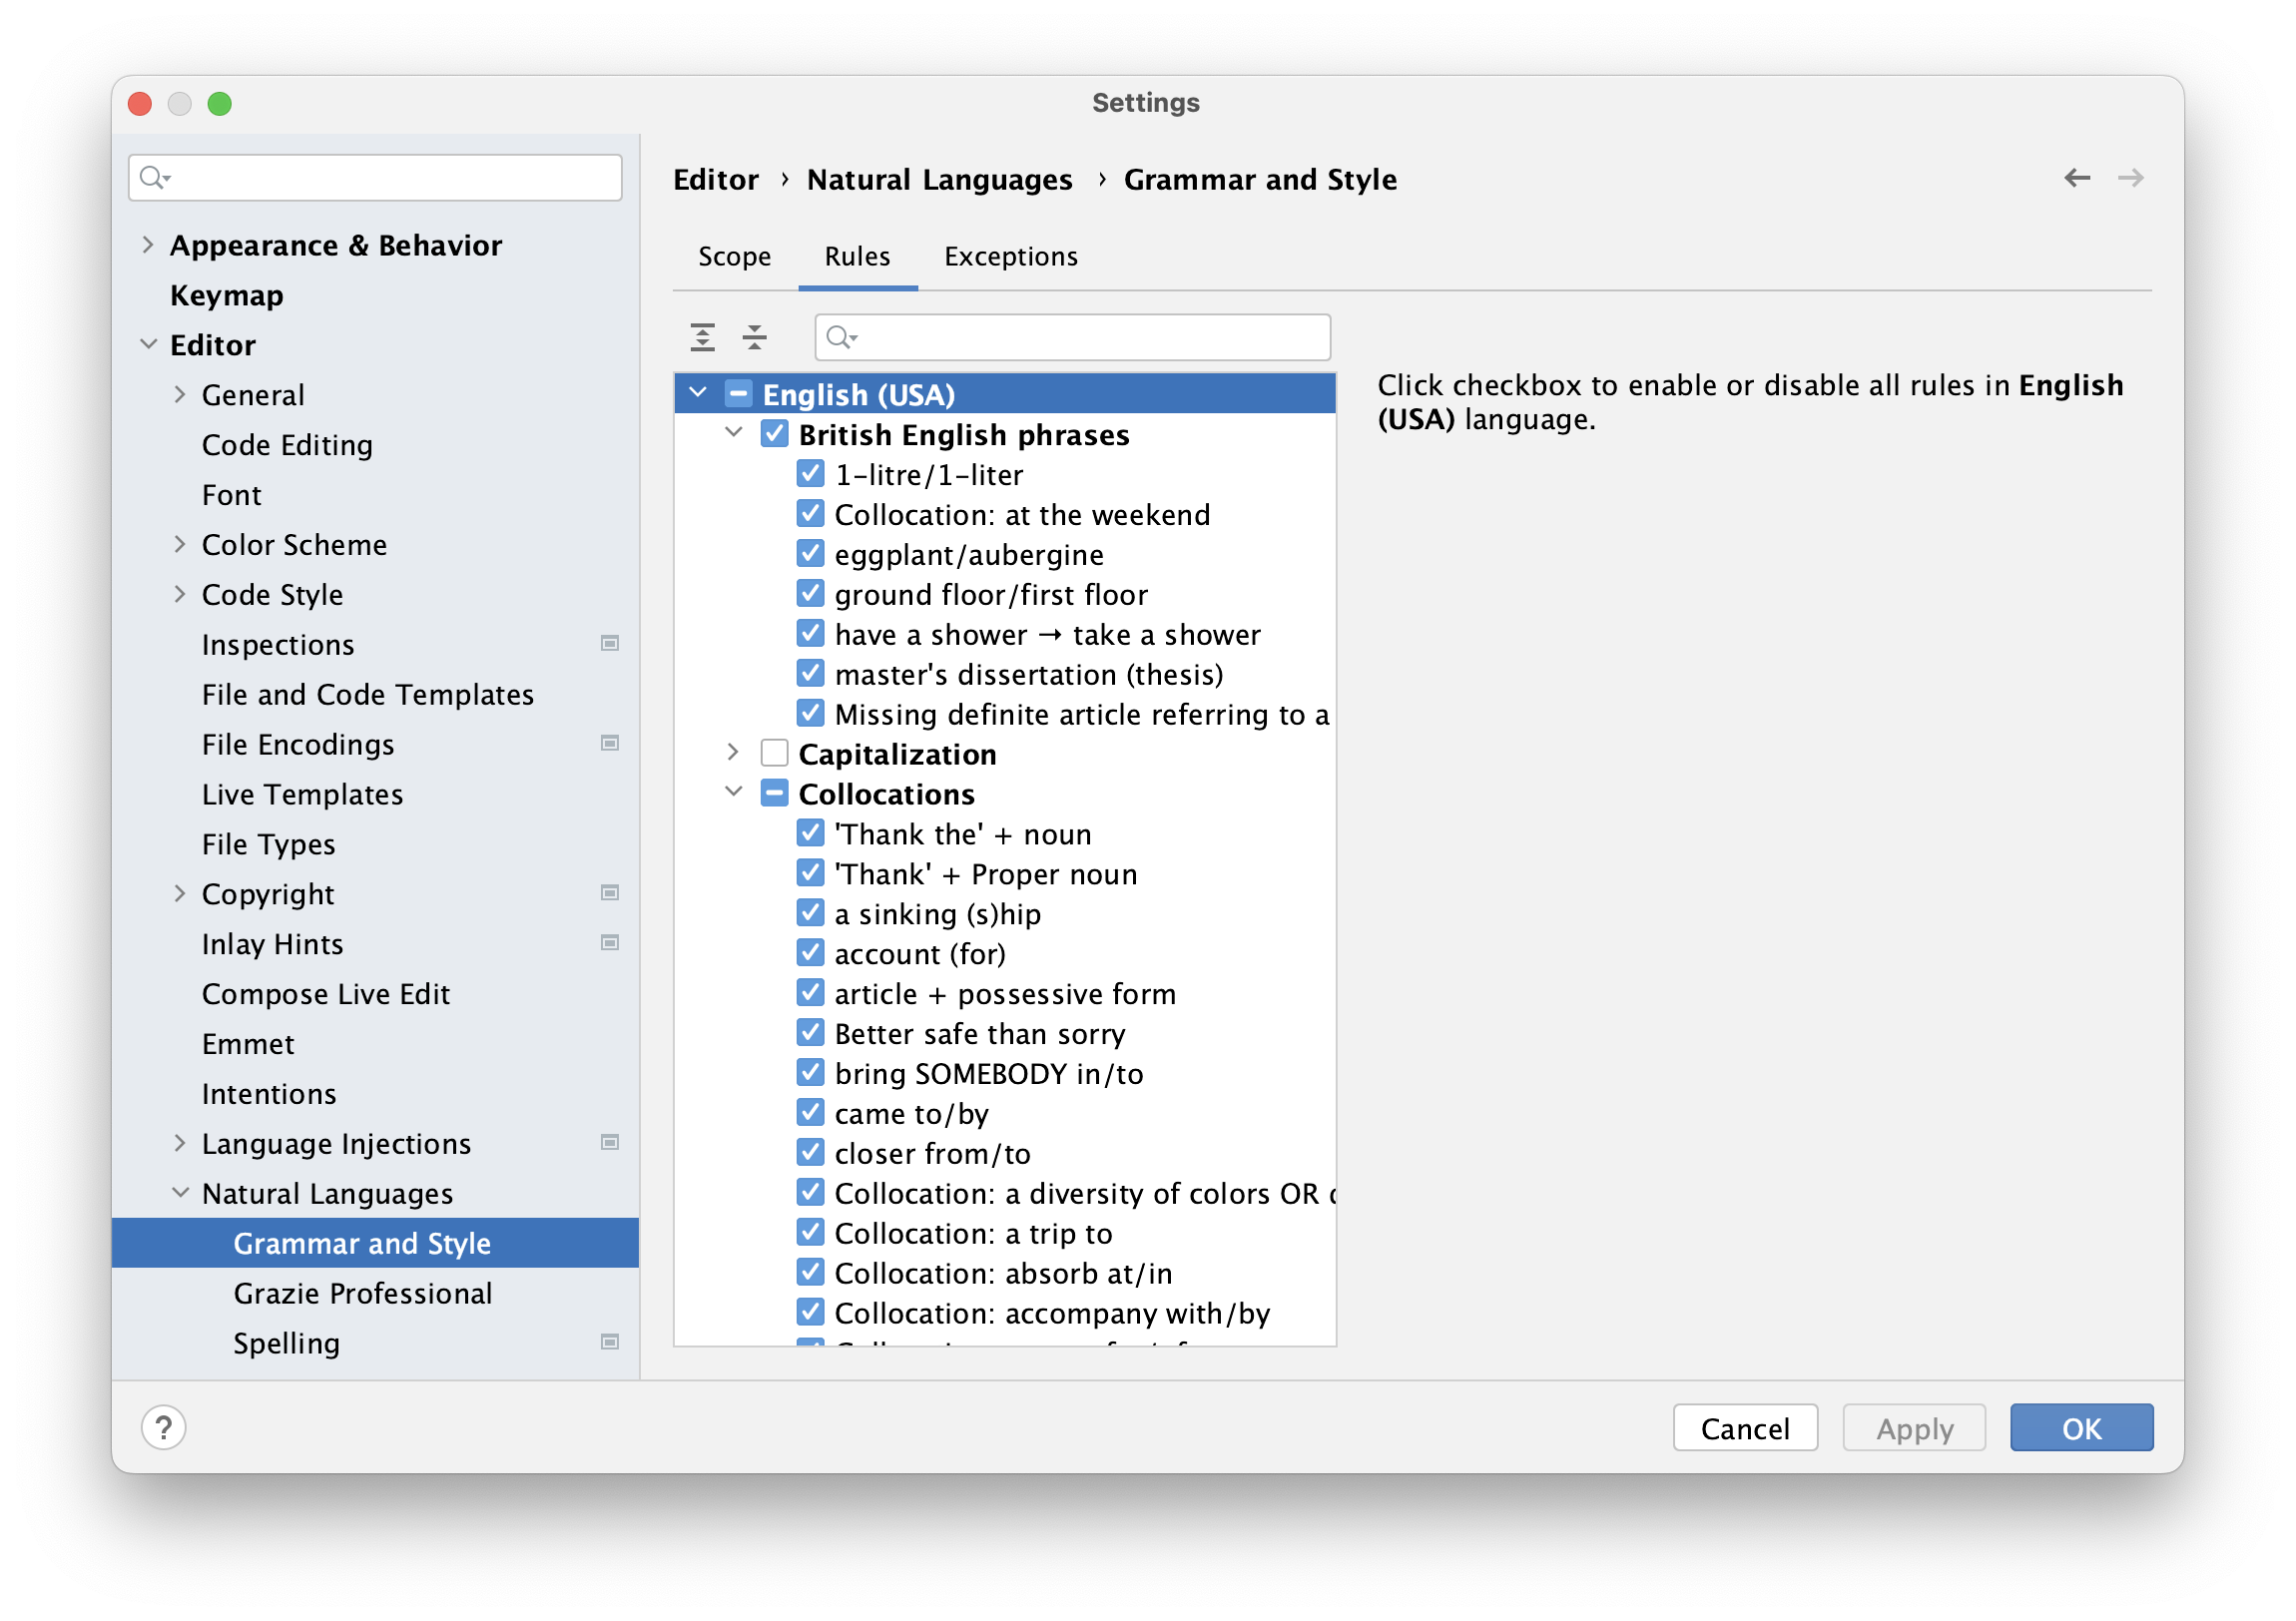 Settings
Appearance & Behavior
Keymap
Editor
General
Code Editing
Font
Color Scheme
Code Style
Inspections
File and Code Templates
File Encodings
Live Templates
File Types
Copyright
Inlay Hints
Compose Live Edit
Emmet
Intentions
Language Injections
Natural Languages
Grammar and Style
Grazie Professional
Spelling
Editor › Natural Languages › Grammar and Style
Scope Rules Exceptions
English (USA)
British English phrases
1-litre/1-liter
Collocation: at the weekend
eggplant/aubergine
ground floor/first floor
have a shower → take a shower
master's dissertation (thesis)
Missing definite article referring to a
Capitalization
Collocations
'Thank the' + noun
'Thank' + Proper noun
a sinking (s)hip
account (for)
article + possessive form
Better safe than sorry
bring SOMEBODY in/to
came to/by
closer from/to
Collocation: a diversity of colors OR
Collocation: a trip to
Collocation: absorb at/in
Collocation: accompany with/by
Click checkbox to enable or disable all rules in English
(USA) language.
?
Cancel Apply OK